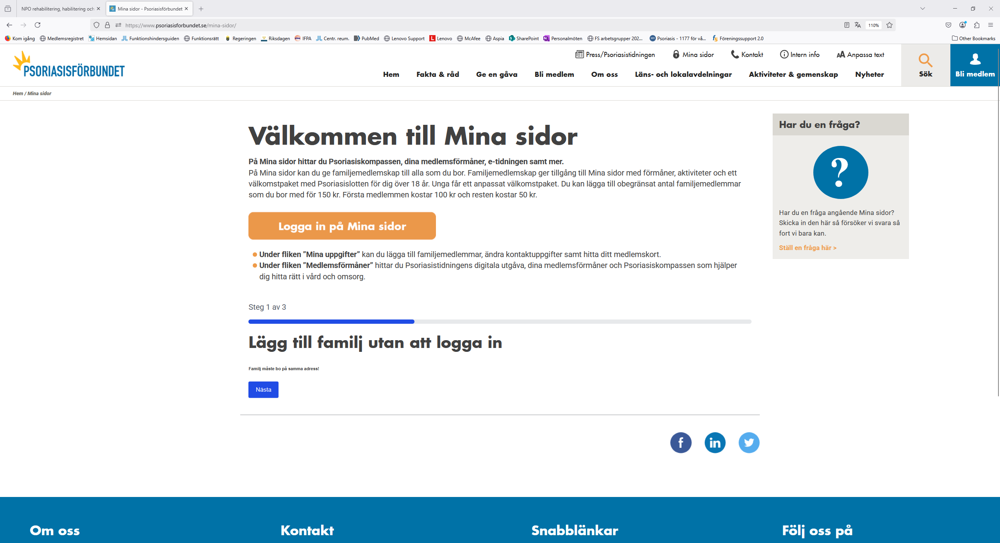 NPO rehabilitering, habilitering och
Mina sidor - Psoriasisförbundet
https://www.psoriasisforbundet.se/mina-sidor/
110%
Kom igång Medlemsregistret Hemsidan Funktionshindersguiden Funktionsrätt Regeringen Riksdagen IFPA Centr. reum. PubMed Lenovo Support Lenovo McAfee Aspia SharePoint Personalmöten FS arbetsgrupper 202... Psoriasis - 1177 för vå... Föreningssupport 2.0 Other Bookmarks
PSORIASISFÖRBUNDET
Press/Psoriasistidningen Mina sidor Kontakt Intern info Anpassa text
Hem Fakta & råd Ge en gåva Bli medlem Om oss Läns- och lokalavdelningar Aktiviteter & gemenskap Nyheter
Sök
Bli medlem
Hem / Mina sidor
Välkommen till Mina sidor
På Mina sidor hittar du Psoriasiskompassen, dina medlemsförmåner, e-tidningen samt mer.
På Mina sidor kan du ge familjemedlemskap till alla som du bor. Familjemedlemskap ger tillgång till Mina sidor med förmåner, aktiviteter och ett
välkomstpaket med Psoriasislotten för dig över 18 år. Unga får ett anpassat välkomstpaket. Du kan lägga till obegränsat antal familjemedlemmar
som du bor med för 150 kr. Första medlemmen kostar 100 kr och resten kostar 50 kr.
Logga in på Mina sidor
Under fliken ”Mina uppgifter” kan du lägga till familjemedlemmar, ändra kontaktuppgifter samt hitta ditt medlemskort.
Under fliken ”Medlemsförmåner” hittar du Psoriasistidningens digitala utgåva, dina medlemsförmåner och Psoriasiskompassen som hjälper
dig hitta rätt i vård och omsorg.
Steg 1 av 3
Lägg till familj utan att logga in
Familj måste bo på samma adress!
Nästa
Har du en fråga?
?
Har du en fråga angående Mina sidor?
Skicka in den här så försöker vi svara så
fort vi bara kan.
Ställ en fråga här >
Om oss
Kontakt
Snabblänkar
Följ oss på